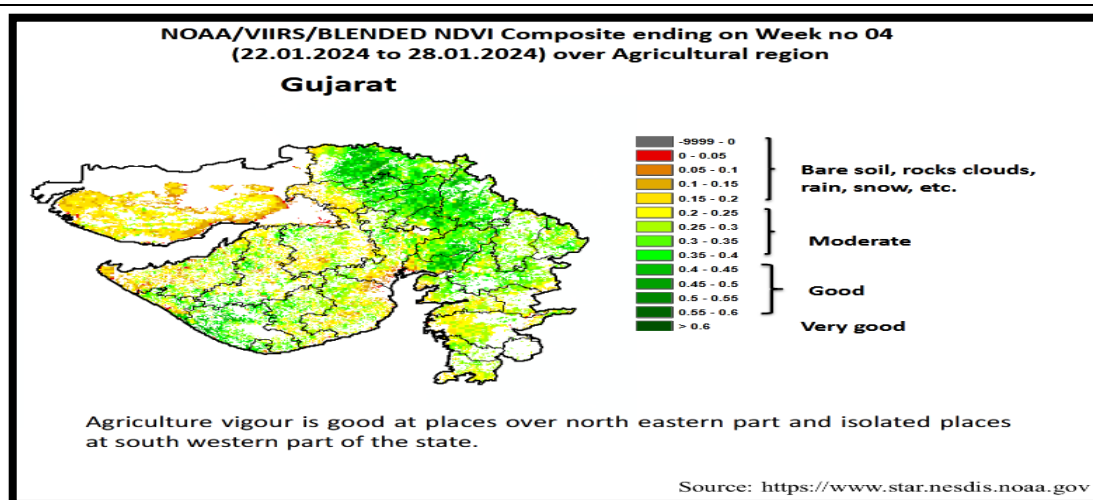 NOAA/VIIRS/BLENDED NDVI Composite ending on Week no 04
(22.01.2024 to 28.01.2024) over Agricultural region
Gujarat
-9999 - 0
0 - 0.05
0.05 - 0.1
0.1 - 0.15
0.15 - 0.2
0.2 - 0.25
0.25 - 0.3
0.3 - 0.35
0.35 - 0.4
0.4 - 0.45
0.45 - 0.5
0.5 - 0.55
0.55 - 0.6
> 0.6
Bare soil, rocks clouds,
rain, snow, etc.
Moderate
Good
Very good
Agriculture vigour is good at places over north eastern part and isolated places
at south western part of the state.
Source: https://www.star.nesdis.noaa.gov